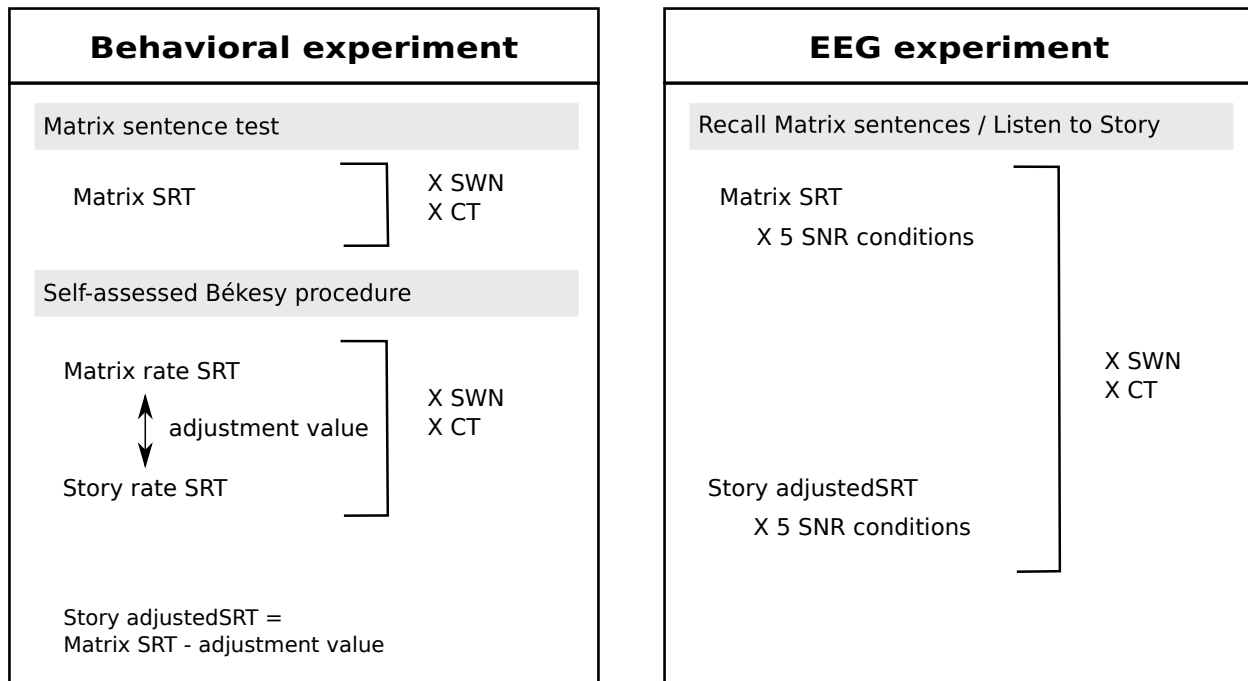 Behavioral experiment
Matrix sentence test
Matrix SRT
X SWN
X CT
Self-assessed Békesy procedure
Matrix rate SRT
adjustment value
Story rate SRT
X SWN
X CT
Story adjustedSRT =
Matrix SRT - adjustment value
EEG experiment
Recall Matrix sentences / Listen to Story
Matrix SRT
X 5 SNR conditions
Story adjustedSRT
X 5 SNR conditions
X SWN
X CT